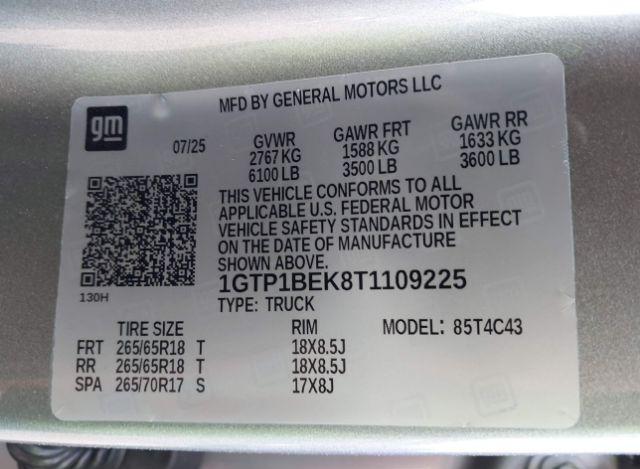 MFD BY GENERAL MOTORS LLC
gm
07/25
GVWR GAWR FRT GAWR RR
2767 KG 1588 KG 1633 KG
6100 LB 3500 LB 3600 LB
THIS VEHICLE CONFORMS TO ALL
APPLICABLE U.S. FEDERAL MOTOR
VEHICLE SAFETY STANDARDS IN EFFECT
ON THE DATE OF MANUFACTURE
SHOWN ABOVE.
130H
1GTP1BEK8T1109225
TYPE: TRUCK
TIRE SIZE RIM MODEL: 85T4C43
FRT 265/65R18 T 18X8.5J
RR 265/65R18 T 18X8.5J
SPA 265/70R17 S 17X8J